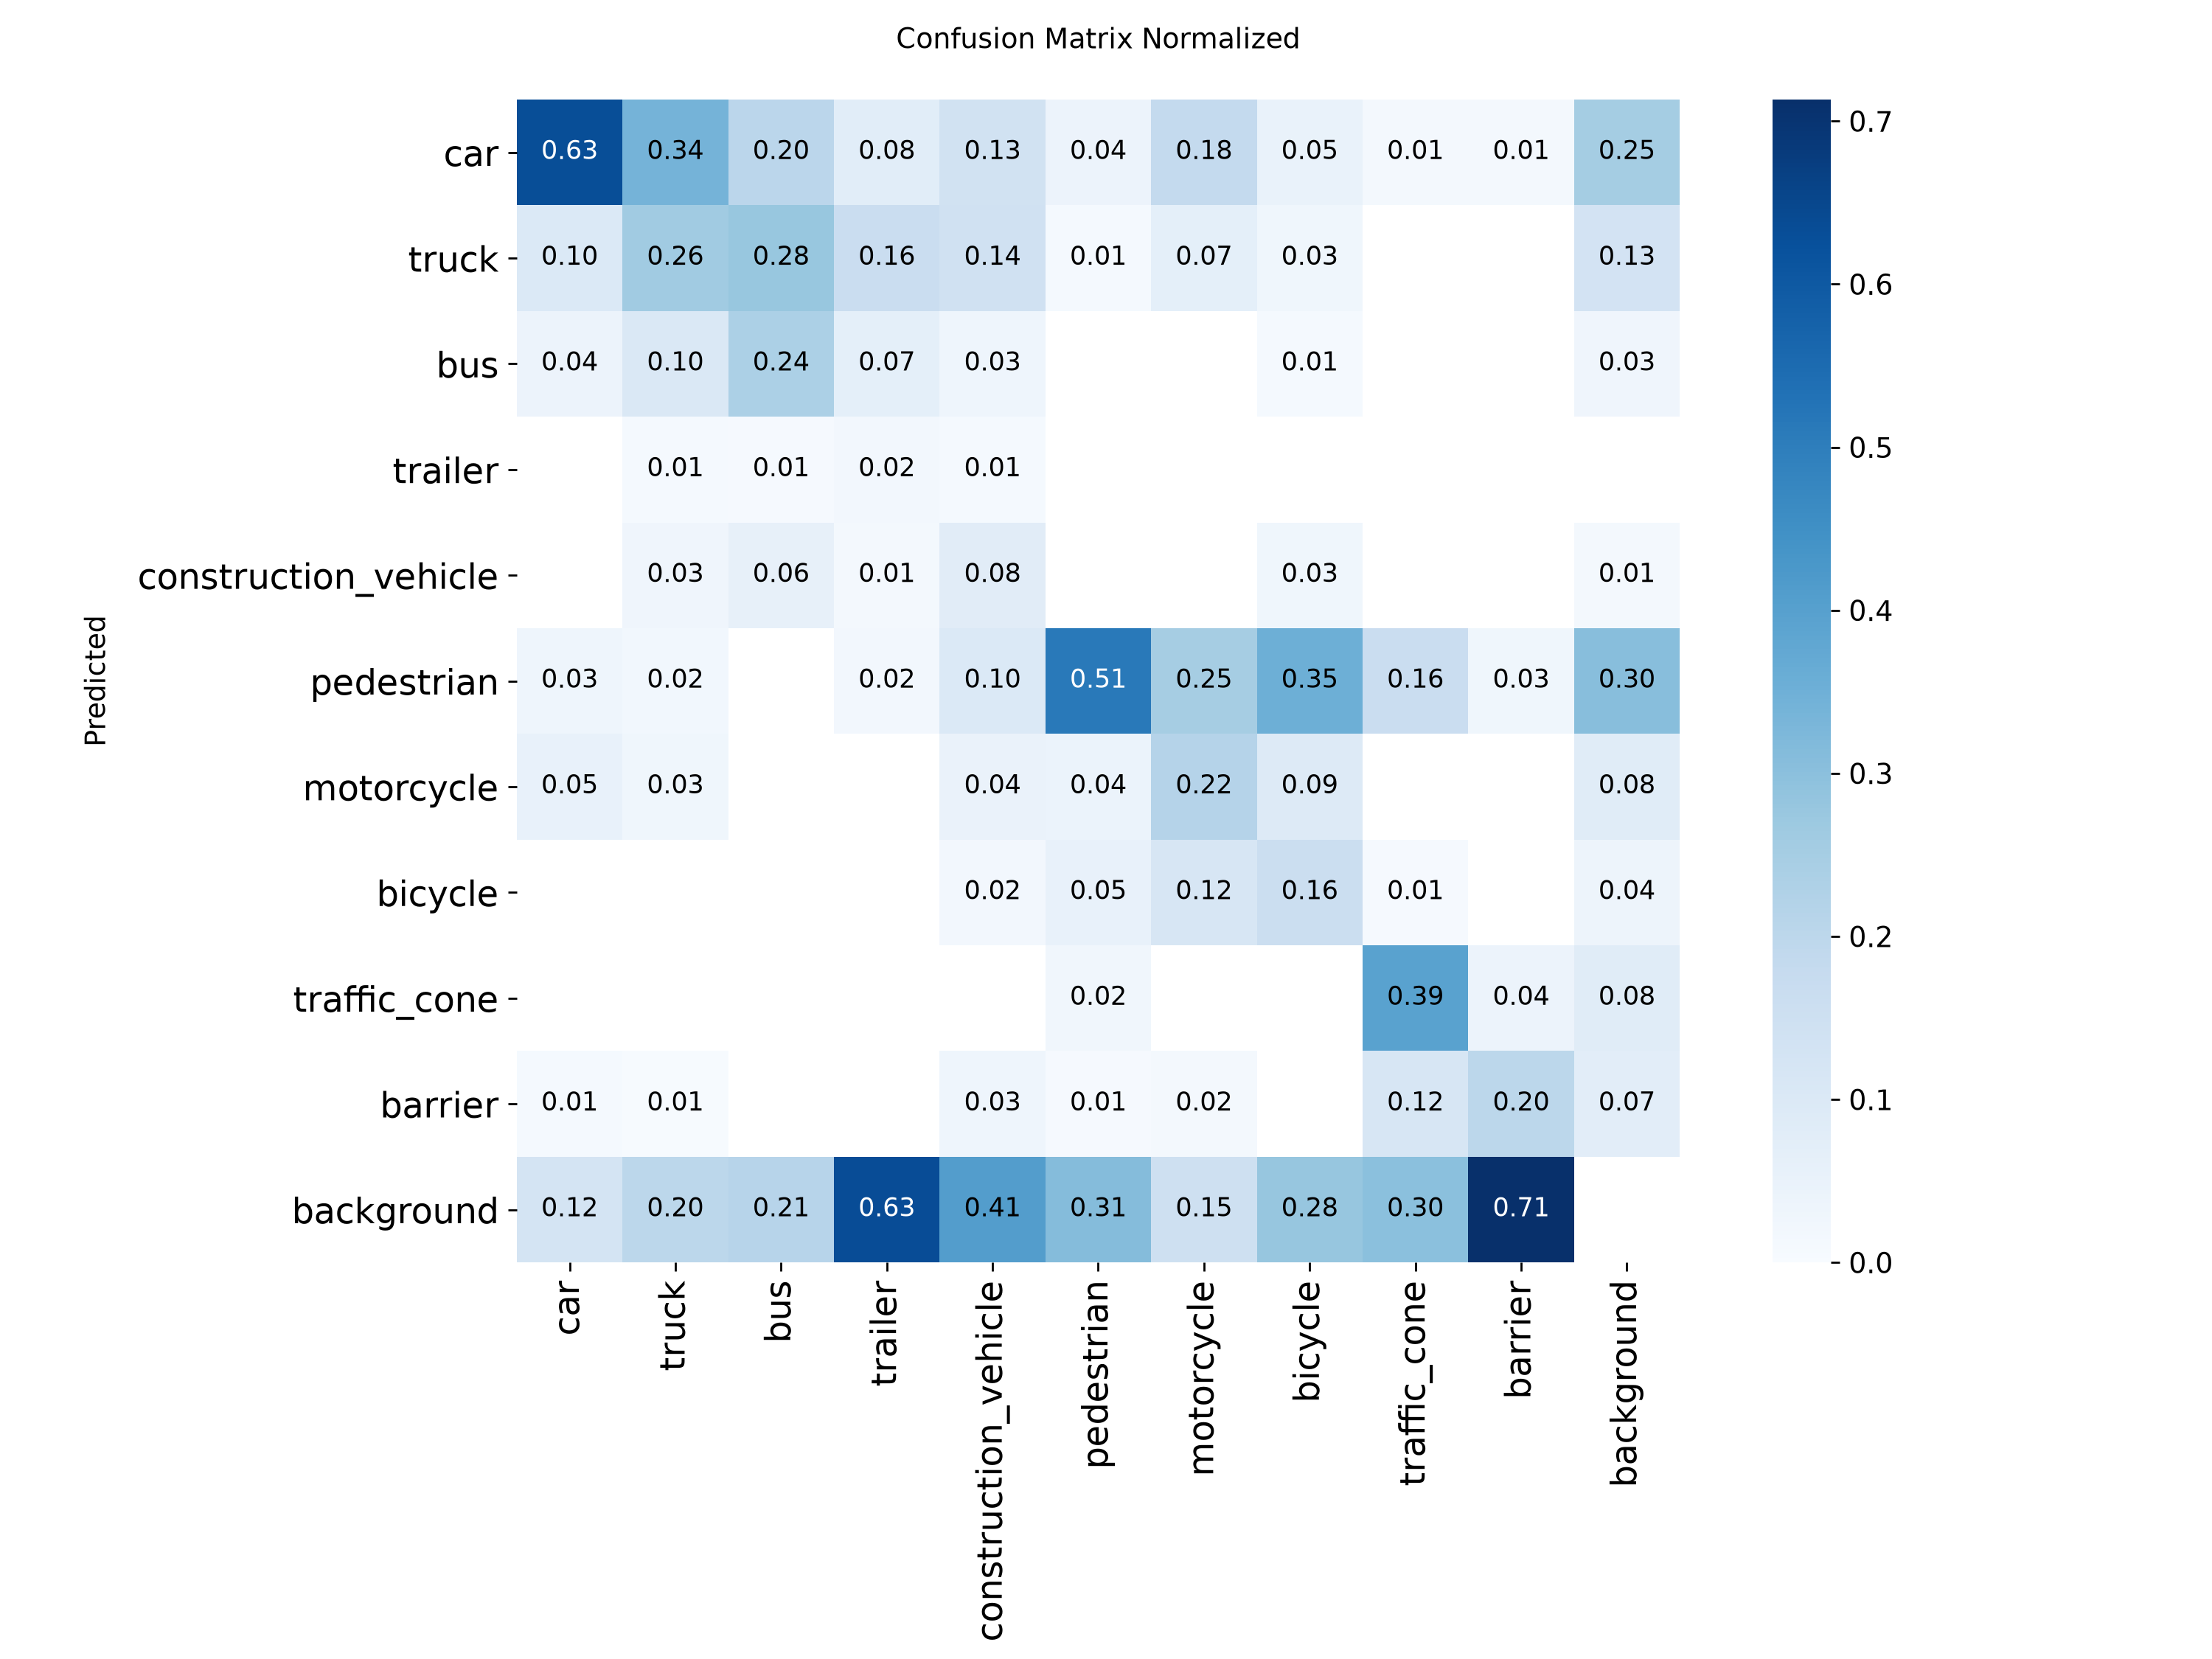 Confusion Matrix Normalized
car 0.63 0.34 0.20 0.08 0.13 0.04 0.18 0.05 0.01 0.01 0.25
truck 0.10 0.26 0.28 0.16 0.14 0.01 0.07 0.03 0.13
bus 0.04 0.10 0.24 0.07 0.03 0.01 0.03
trailer 0.01 0.01 0.02 0.01
construction_vehicle 0.03 0.06 0.01 0.08 0.03 0.01
pedestrian 0.03 0.02 0.02 0.10 0.51 0.25 0.35 0.16 0.03 0.30
motorcycle 0.05 0.03 0.04 0.04 0.22 0.09 0.08
bicycle 0.02 0.05 0.12 0.16 0.01 0.04
traffic_cone 0.02 0.39 0.04 0.08
barrier 0.01 0.01 0.03 0.01 0.02 0.12 0.20 0.07
background 0.12 0.20 0.21 0.63 0.41 0.31 0.15 0.28 0.30 0.71
Predicted
car
truck
bus
trailer
construction_vehicle
pedestrian
motorcycle
bicycle
traffic_cone
barrier
background
0.7
0.6
0.5
0.4
0.3
0.2
0.1
0.0